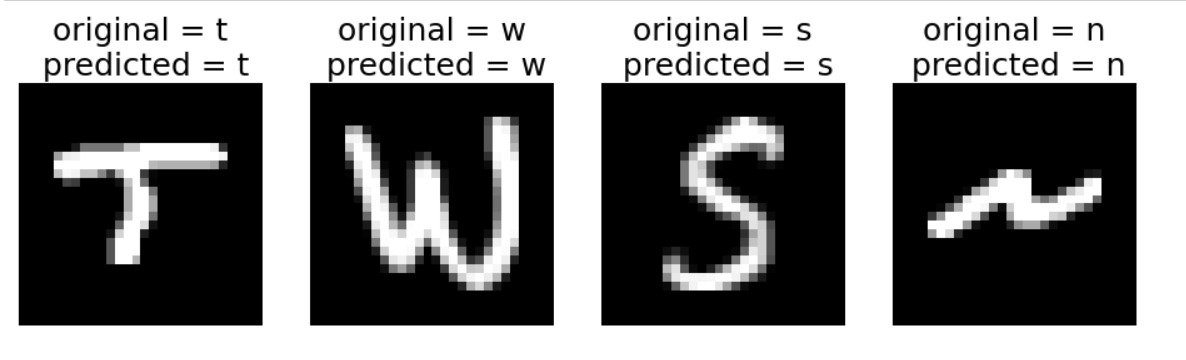 original = t
predicted = t
original = w
predicted = w
original = s
predicted = s
original = n
predicted = n
T
W
S
n